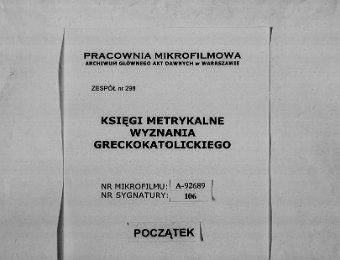 PRACOWNIA MIKROFILMOWA
ARCHIWUM GŁÓWNEGO AKT DAWNYCH w WARSZAWIE
ZESPÓŁ nr 298
KSIĘGI METRYKALNE
WYZNANIA
GRECKOKATOLICKIEGO
NR MIKROFILMU: A-92689
NR SYGNATURY: 106
POCZĄTEK